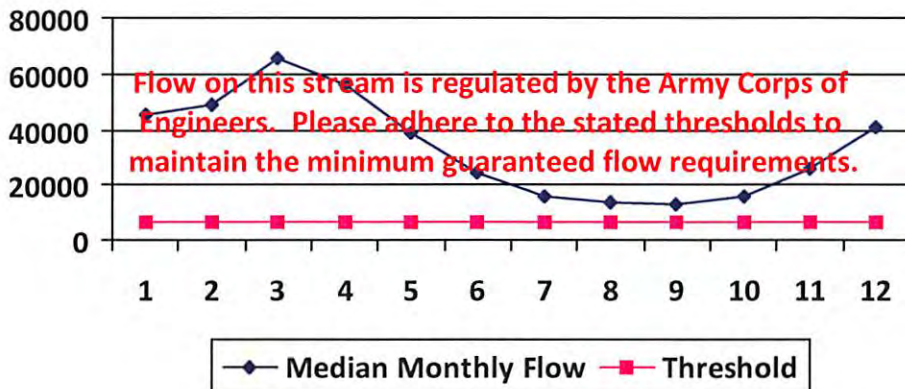 80000
60000
40000
20000
0
Flow on this stream is regulated by the Army Corps of
Engineers. Please adhere to the stated thresholds to
maintain the minimum guaranteed flow requirements.
1 2 3 4 5 6 7 8 9 10 11 12
Median Monthly Flow Threshold